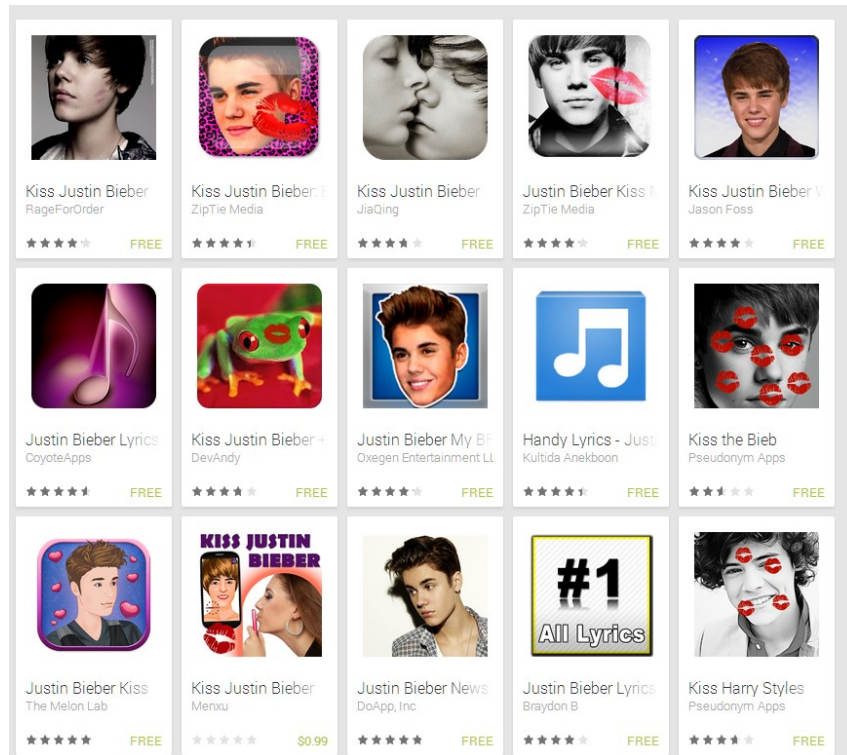 Kiss Justin Bieber
RageForOrder
FREE
Kiss Justin Bieber:
ZipTie Media
FREE
Kiss Justin Bieber
JiaQing
FREE
Justin Bieber Kiss
ZipTie Media
FREE
Kiss Justin Bieber
Jason Foss
FREE
Justin Bieber Lyrics
CoyoteApps
FREE
Kiss Justin Bieber +
DevAndy
FREE
Justin Bieber My
Oxegen Entertainment
FREE
Handy Lyrics -
Kultida Anekboon
FREE
Kiss the Bieb
Pseudonym Apps
FREE
KISS JUSTIN
BIEBER
#1
All Lyrics
Justin Bieber Kiss
The Melon Lab
FREE
Kiss Justin Bieber
Menxu
$0.99
Justin Bieber News
DoApp, Inc
FREE
Justin Bieber Lyrics
Braydon B
FREE
Kiss Harry Styles
Pseudonym Apps
FREE